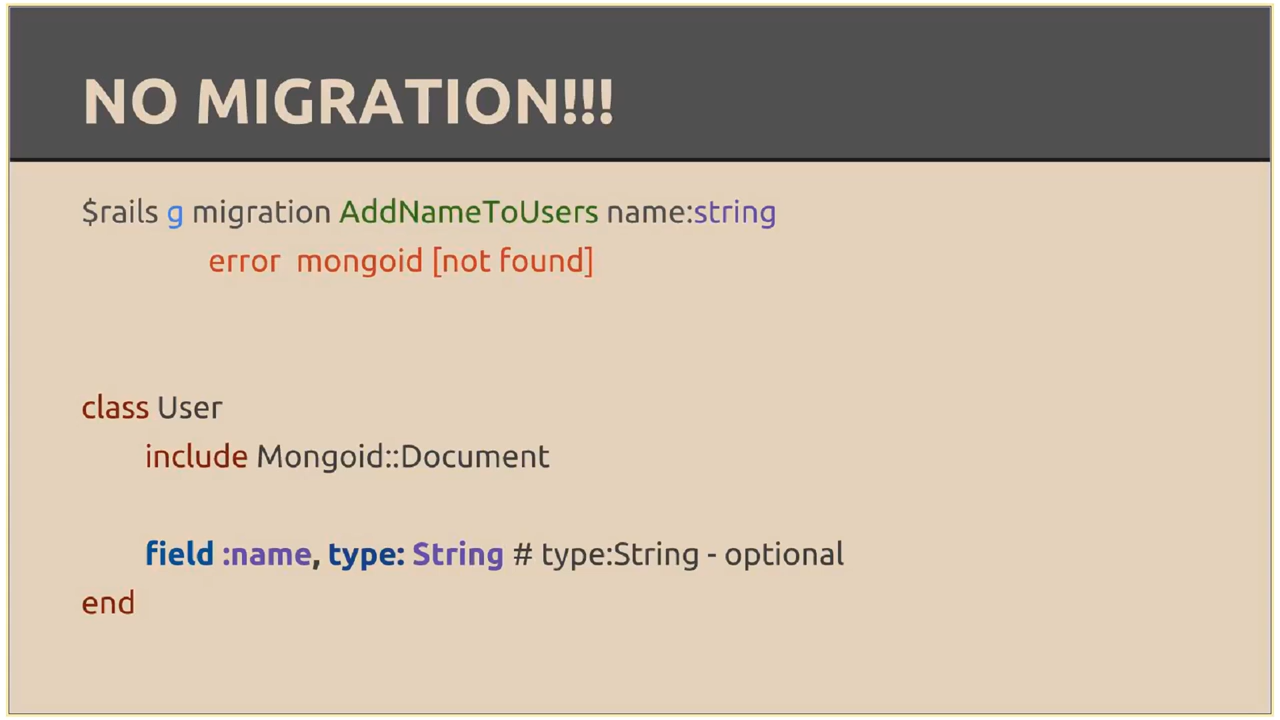 NO MIGRATION!!!
$rails g migration AddNameToUsers name:string
error mongoid [not found]
class User
include Mongoid::Document
field :name, type: String # type:String - optional
end